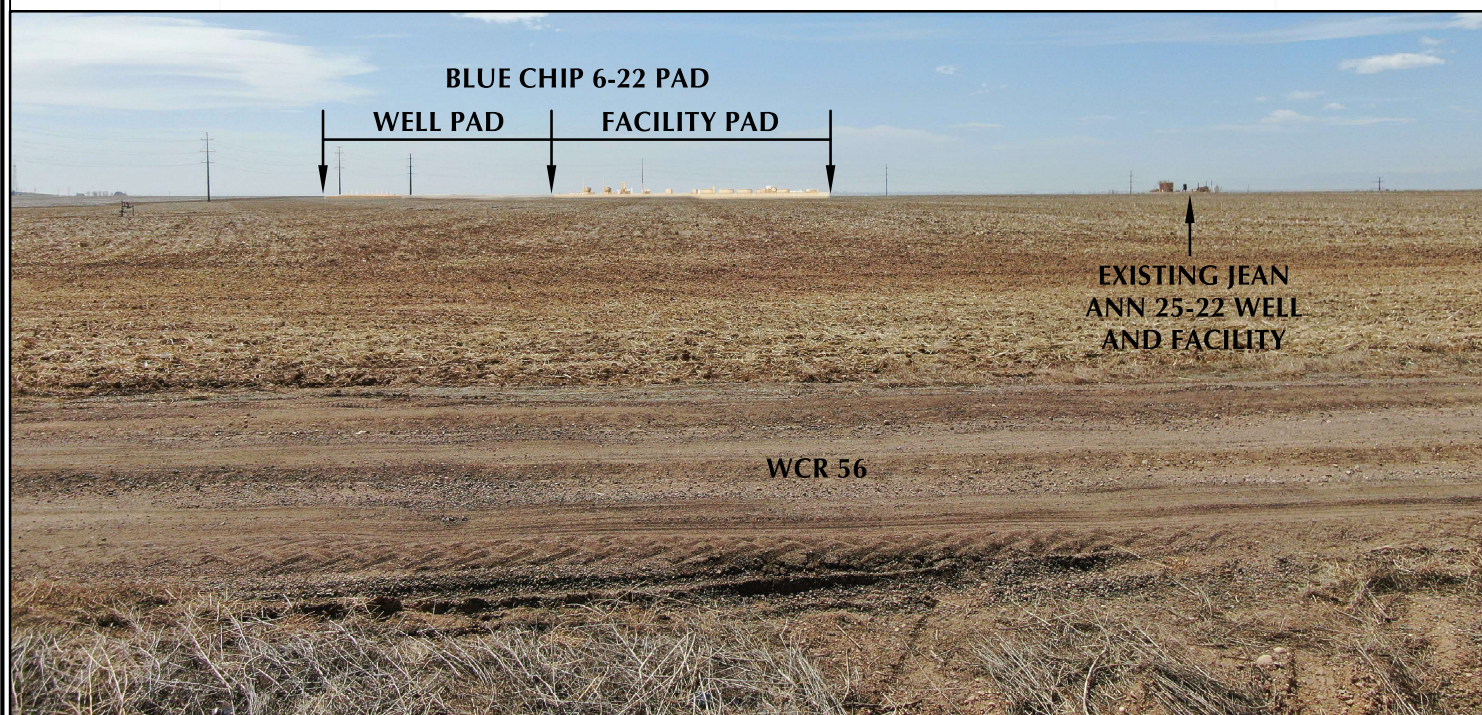 BLUE CHIP 6-22 PAD
WELL PAD
FACILITY PAD
EXISTING JEAN
ANN 25-22 WELL
AND FACILITY
WCR 56